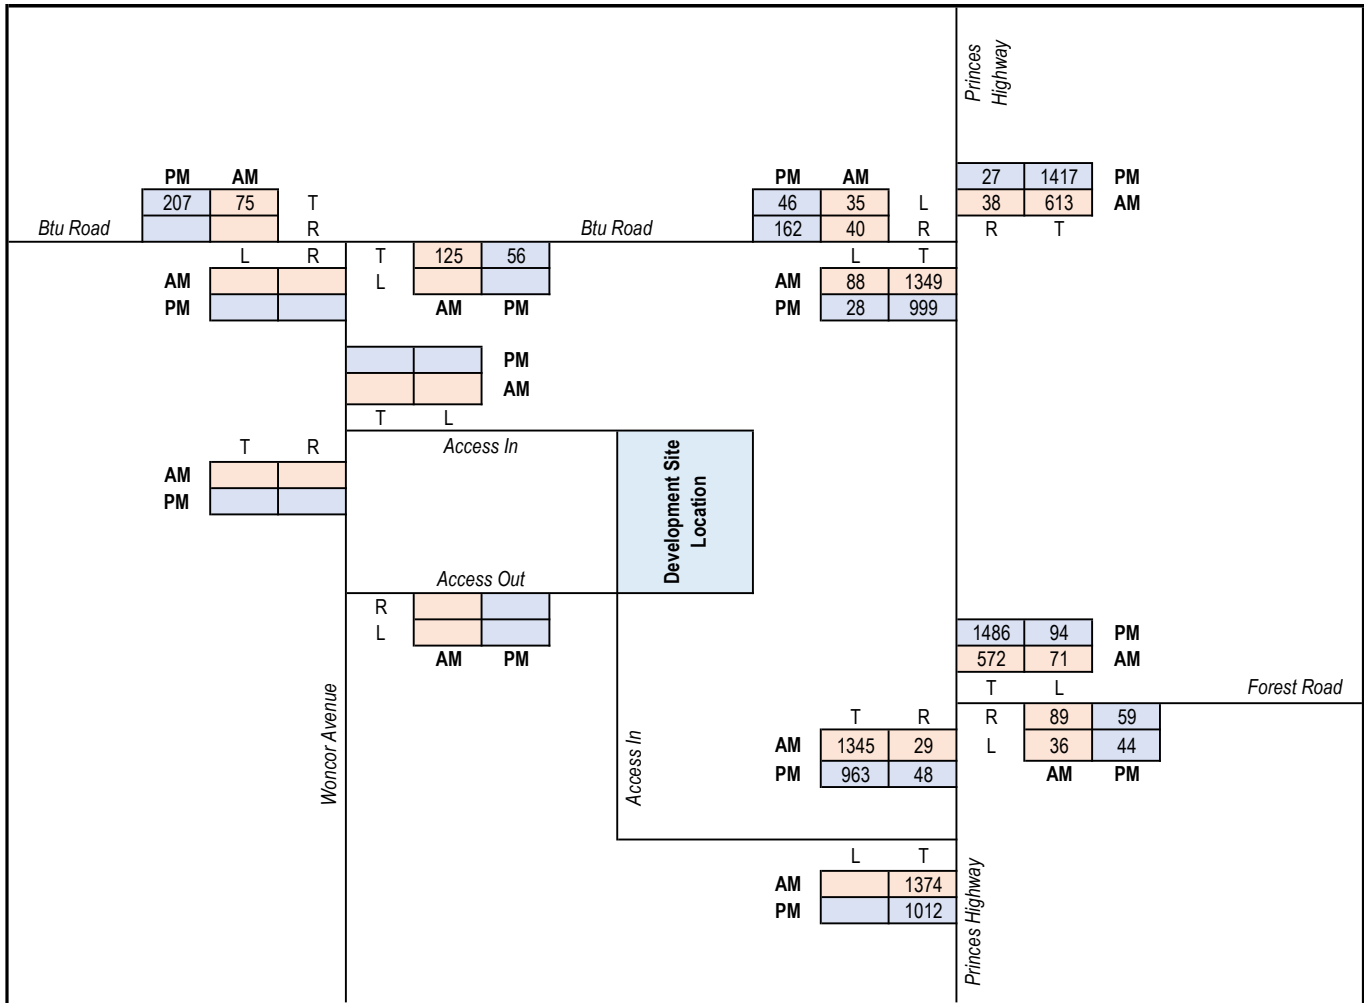 Princes
Highway
PM AM
207 75 T
Btu Road R
L R
AM
PM
T 125 56
L
AM PM
Btu Road
PM AM
46 35 L
162 40 R
L T
AM 88 1349
PM 28 999
27 1417 PM
38 613 AM
R T
PM
AM
T L
Access In
T R
AM
PM
Development Site
Location
Access Out
R
L
AM PM
Woncor Avenue
Access In
1486 94 PM
572 71 AM
T L
Forest Road
R 89 59
L 36 44
AM PM
T R
AM 1345 29
PM 963 48
L T
AM 1374
PM 1012
Princes Highway